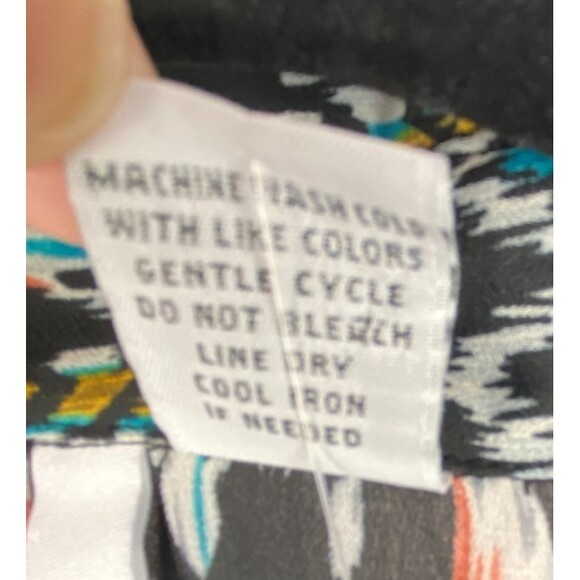 MACHINE WASH COLD
WITH LIKE COLORS
GENTLE CYCLE
DO NOT BLEACH
LINE DRY
COOL IRON
IF NEEDED